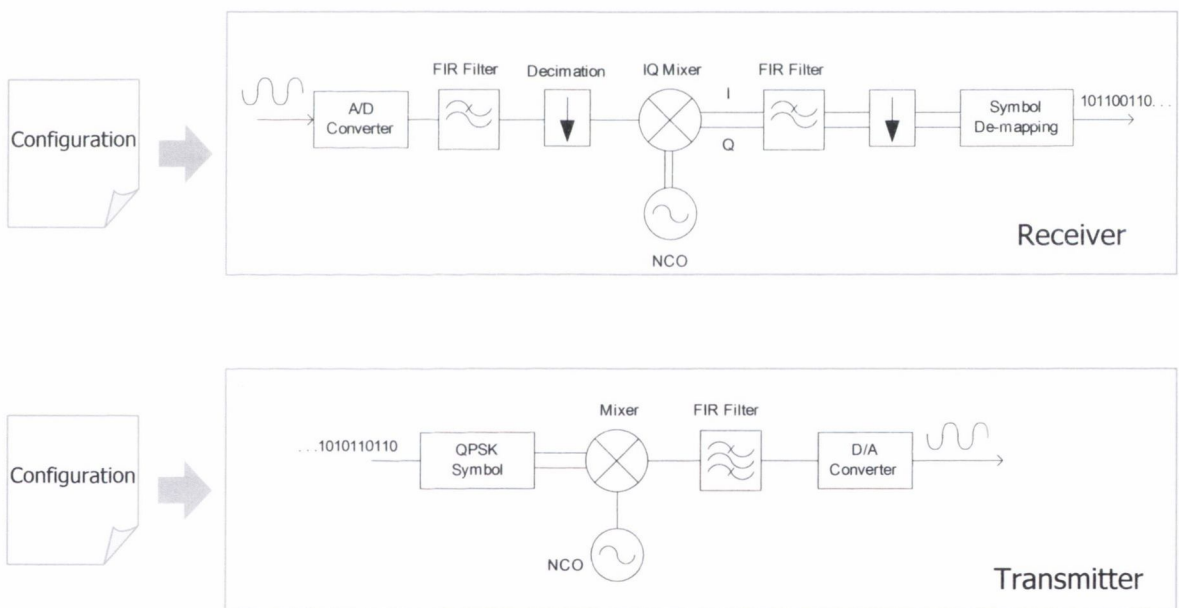 Configuration
FIR Filter
Decimation
IQ Mixer
FIR Filter
A/D
Converter
I
Q
Symbol
De-mapping
101100110...
NCO
Receiver
Configuration
Mixer
FIR Filter
...1010110110
QPSK
Symbol
D/A
Converter
NCO
Transmitter